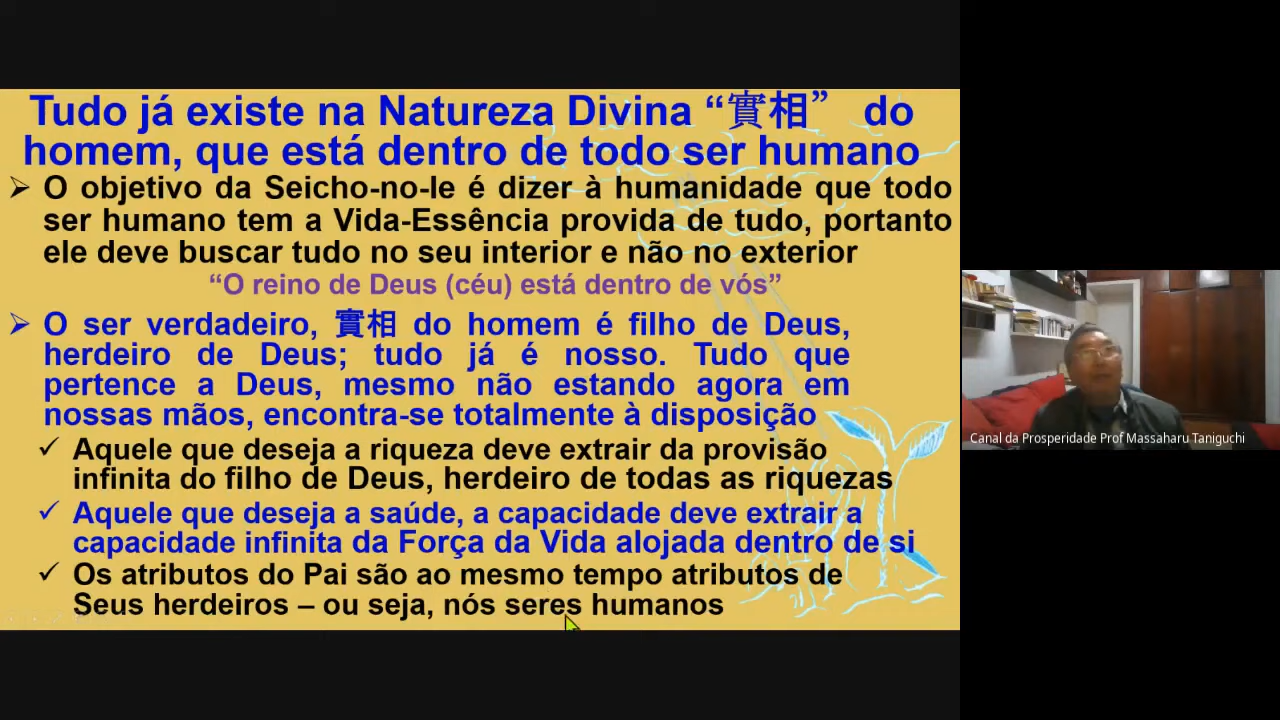 Tudo já existe na Natureza Divina “實相” do
homem, que está dentro de todo ser humano
➢ O objetivo da Seicho-no-Ie é dizer à humanidade que todo
ser humano tem a Vida-Essência provida de tudo, portanto
ele deve buscar tudo no seu interior e não no exterior
“O reino de Deus (céu) está dentro de vós”
➢ O ser verdadeiro, 實相 do homem é filho de Deus,
herdeiro de Deus; tudo já é nosso. Tudo que
pertence a Deus, mesmo não estando agora em
nossas mãos, encontra-se totalmente à disposição
✓ Aquele que deseja a riqueza deve extrair da provisão
infinita do filho de Deus, herdeiro de todas as riquezas
✓ Aquele que deseja a saúde, a capacidade deve extrair a
capacidade infinita da Força da Vida alojada dentro de si
✓ Os atributos do Pai são ao mesmo tempo atributos de
Seus herdeiros – ou seja, nós seres humanos
Canal da Prosperidade Prof Massaharu Taniguchi